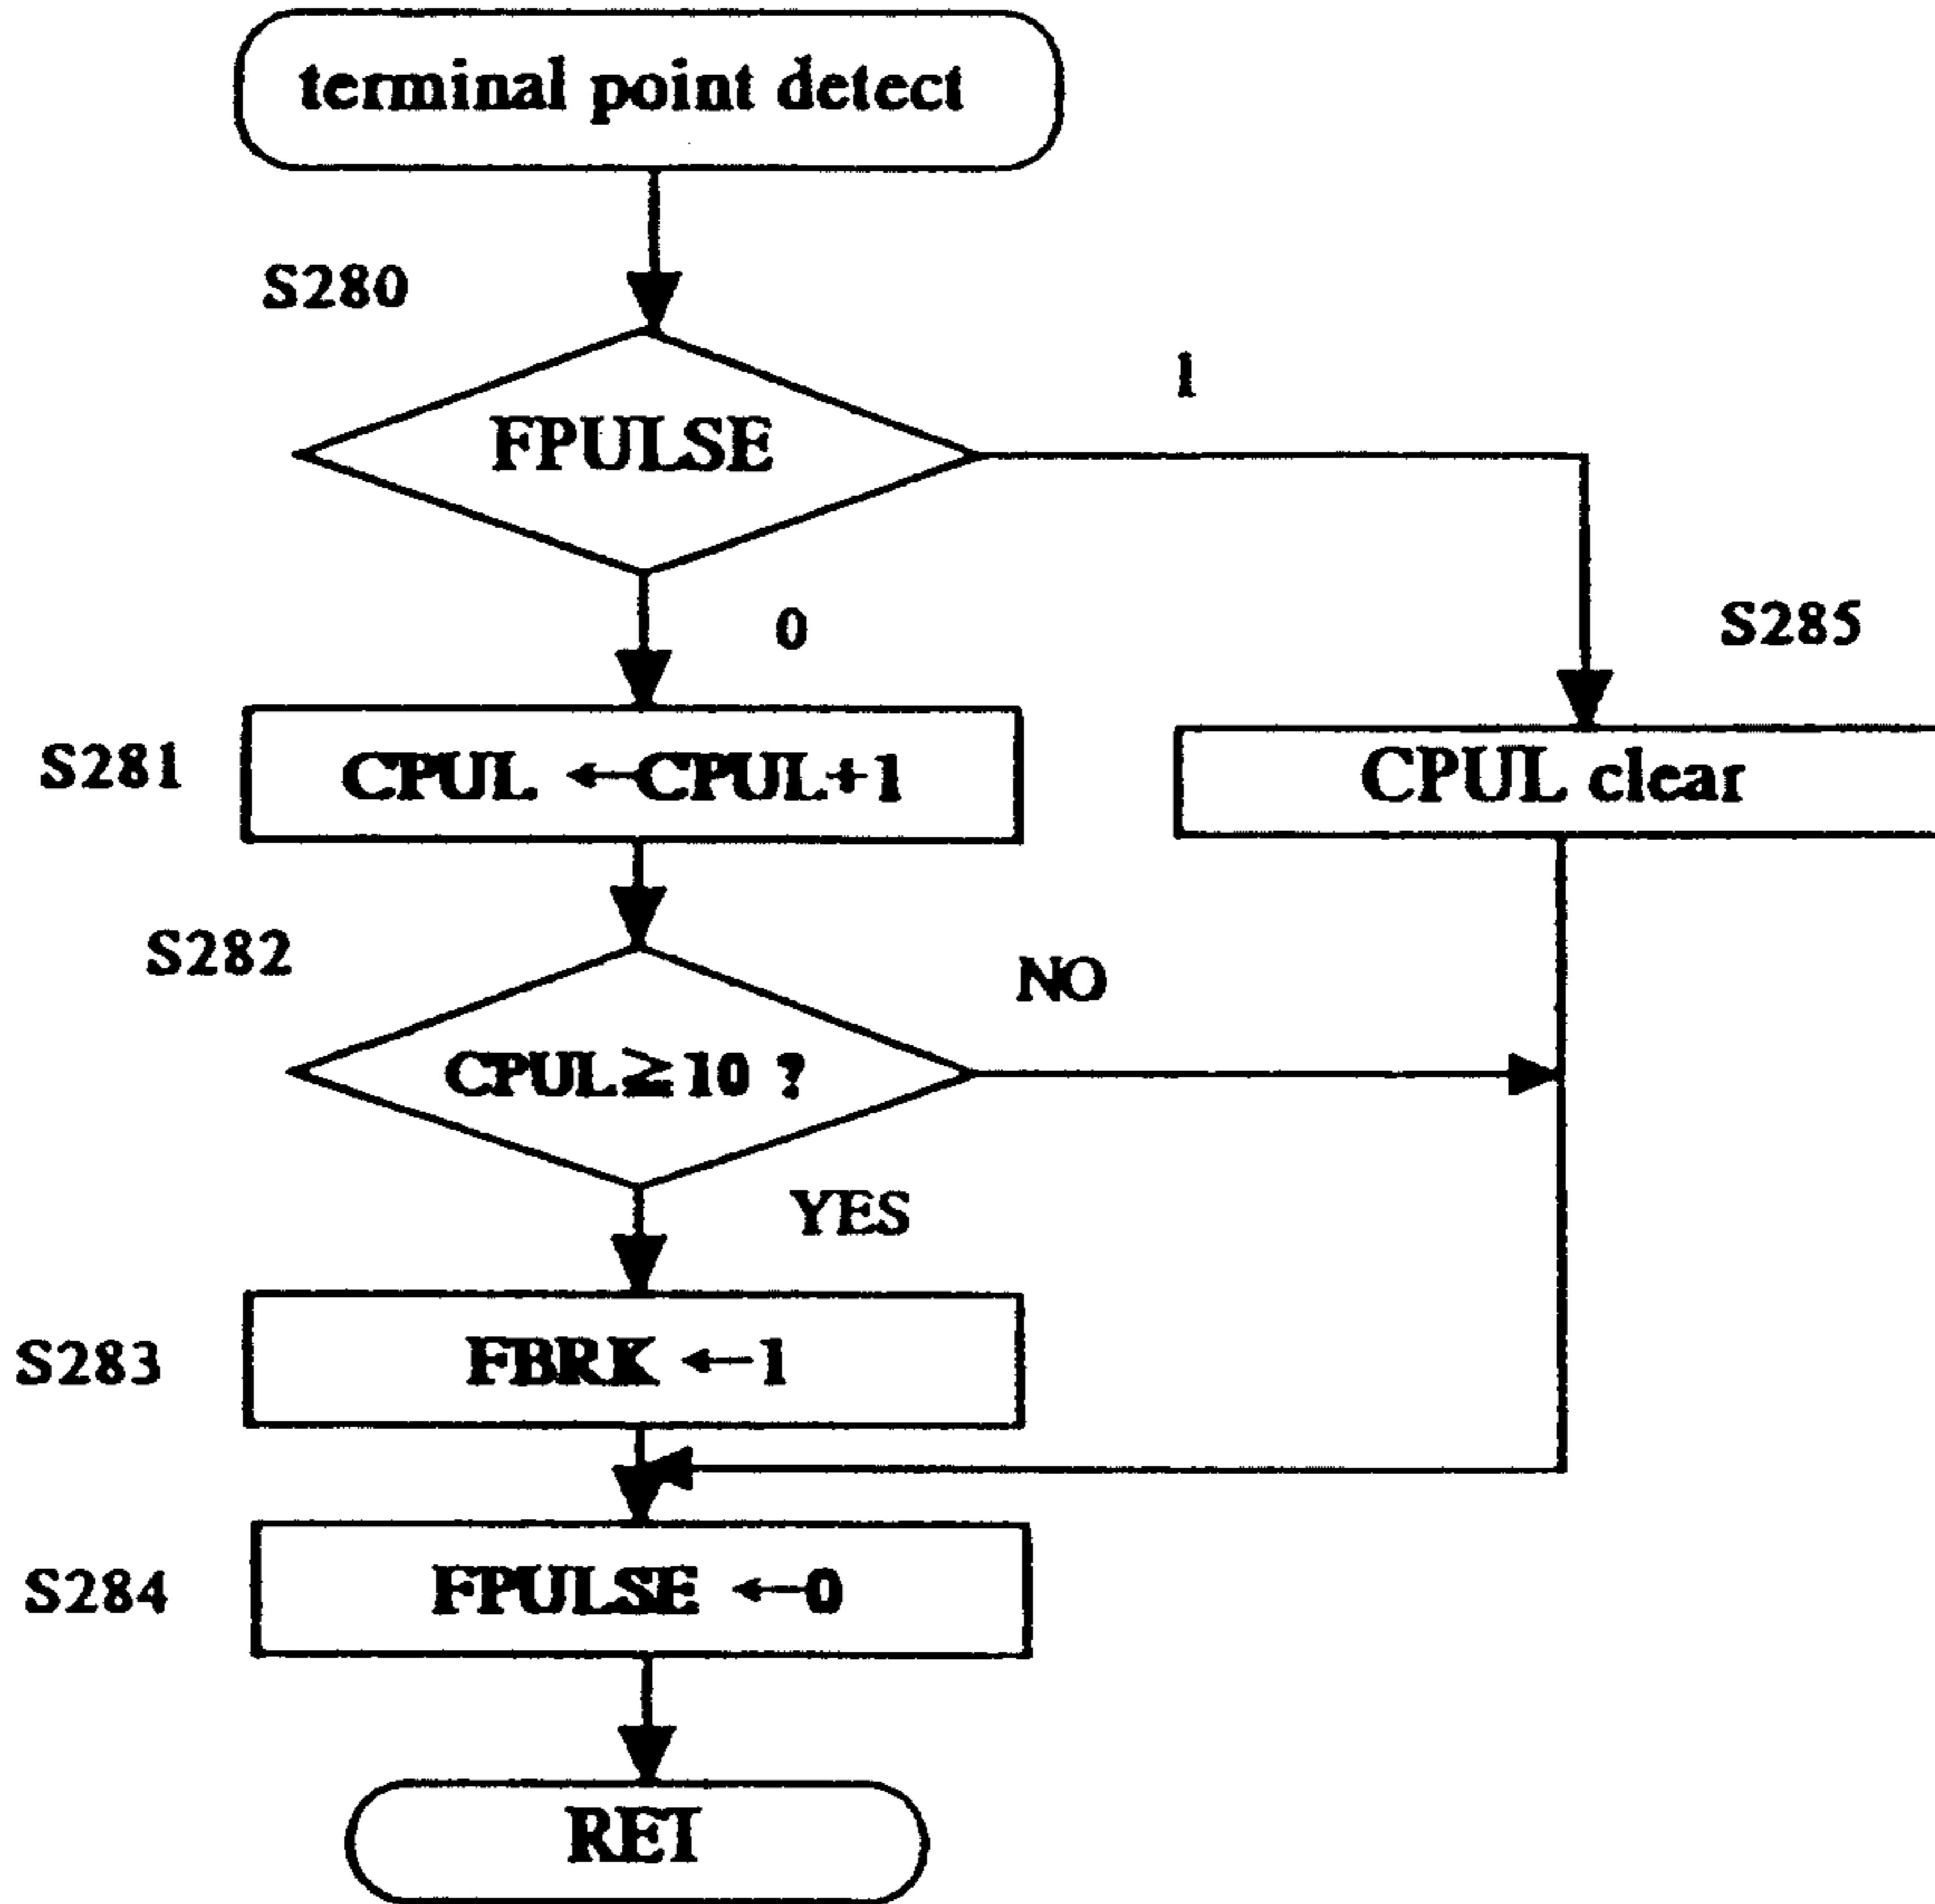 terminal point detect
S280
FPULSE
1
0
S285
S281
CPUL ←CPUL+1
CPUL clear
S282
NO
CPUL≧10 ?
YES
S283
FBRK ←1
S284
FPULSE ←0
RET